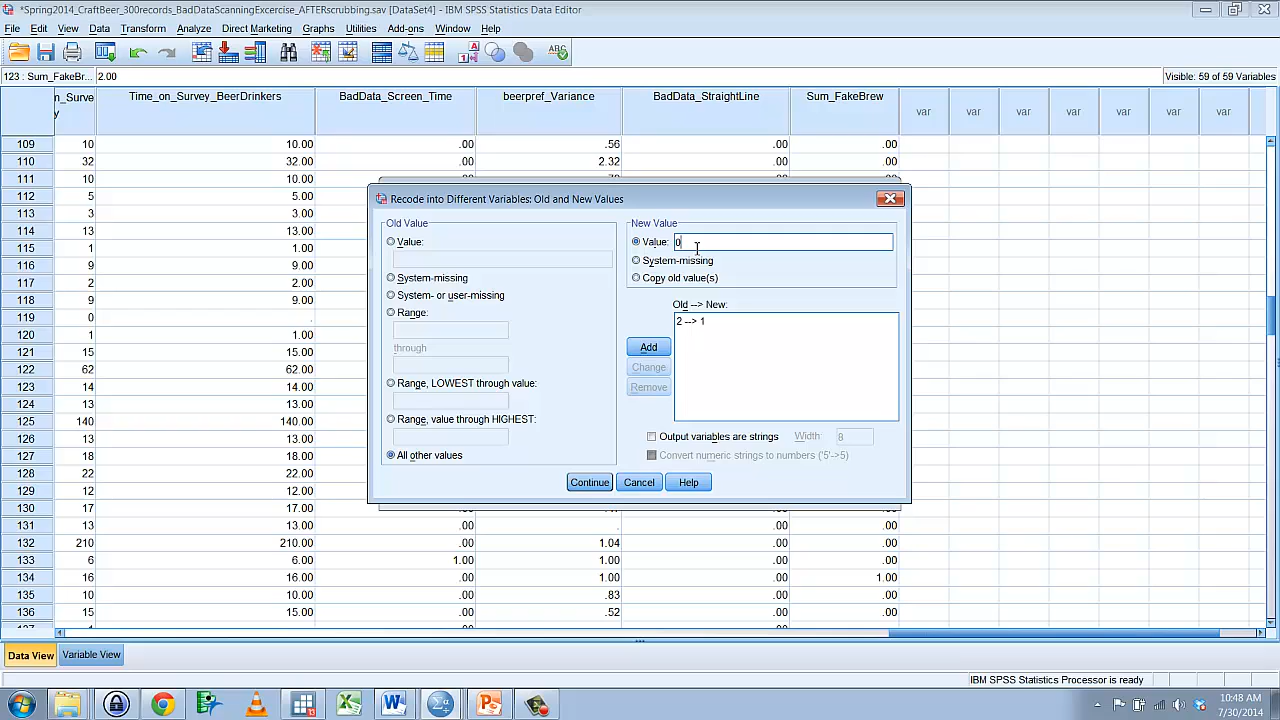 *Spring2014_CraftBeer_300records_BadDataScanningExcercise_AFTERscrubbing.sav [DataSet4] - IBM SPSS Statistics Data Editor
File Edit View Data Transform Analyze Direct Marketing Graphs Utilities Add-ons Window Help
123 : Sum_FakeBr... 2.00 Visible: 59 of 59 Variables
n_Surve y Time_on_Survey_BeerDrinkers BadData_Screen_Time beerpref_Variance BadData_StraightLine Sum_FakeBrew var var var var var var var
109 10 10.00 .00 .56 .00 .00
110 32 32.00 .00 2.32 .00 .00
111 10 10.00
112 5 5.00
113 3 3.00
114 13 13.00
115 1 1.00
116 9 9.00
117 2 2.00
118 9 9.00
119 0 .
120 1 1.00
121 15 15.00
122 62 62.00
123 14 14.00
124 13 13.00
125 140 140.00
126 13 13.00
127 18 18.00
128 22 22.00
129 12 12.00
130 17 17.00
131 13 13.00 .00 . .00 .00
132 210 210.00 .00 1.04 .00 .00
133 6 6.00 1.00 1.00 .00 .00
134 16 16.00 .00 1.00 .00 1.00
135 10 10.00 .00 .83 .00 .00
136 15 15.00 .00 .52 .00 .00
Recode into Different Variables: Old and New Values
Old Value
Value:
System-missing
System- or user-missing
Range:
through
Range, LOWEST through value:
Range, value through HIGHEST:
All other values
New Value
Value: 0
System-missing
Copy old value(s)
Old --> New:
2 --> 1
Add
Change
Remove
Output variables are strings Width: 8
Convert numeric strings to numbers ('5'->5)
Continue Cancel Help
Data View Variable View
IBM SPSS Statistics Processor is ready
10:48 AM
7/30/2014